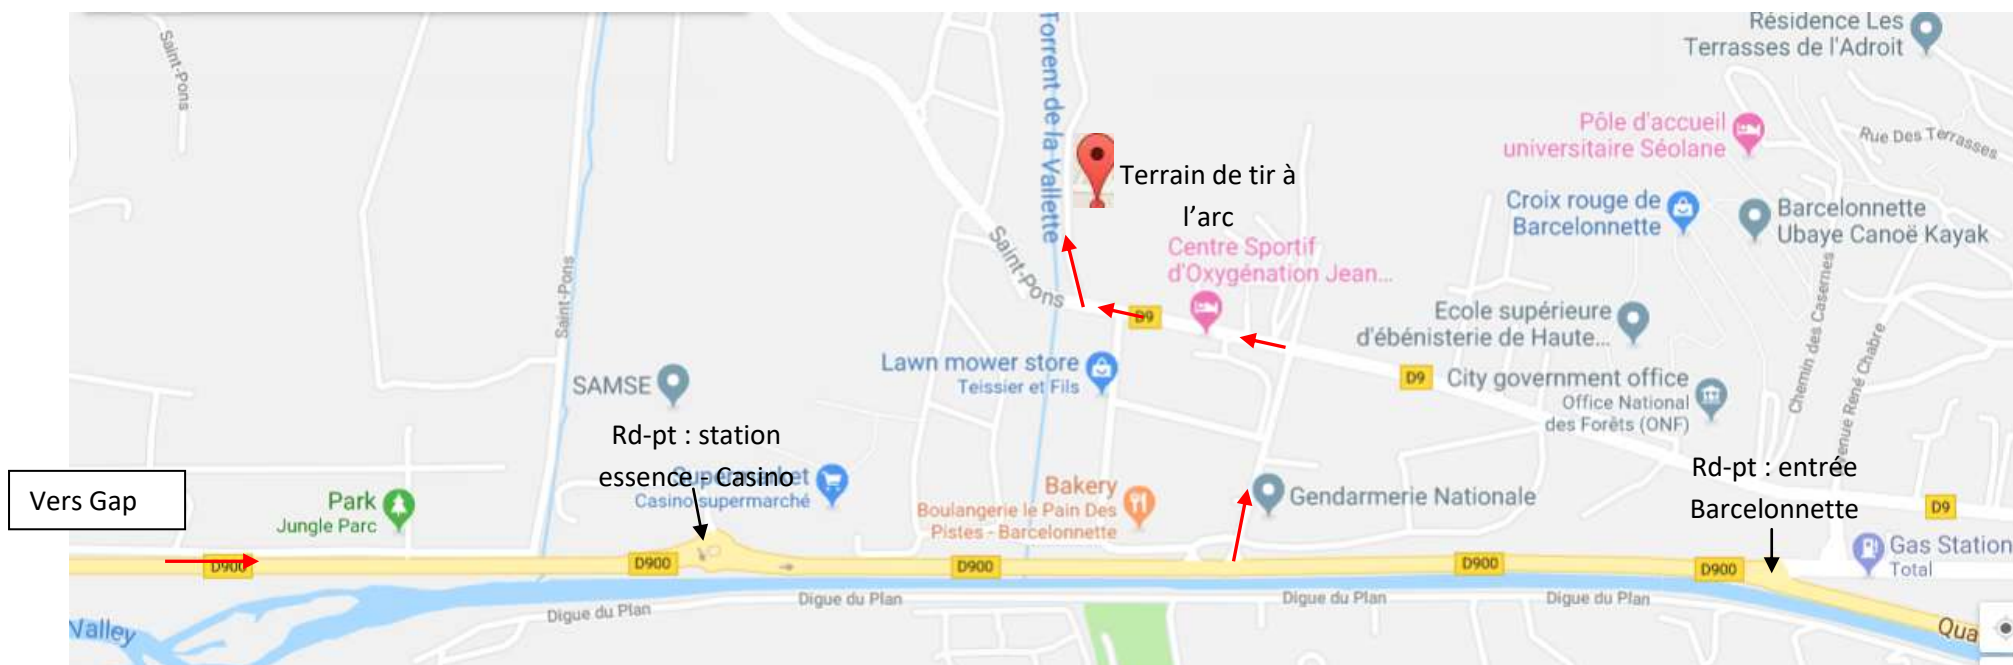 Résidence Les
Terrasses de l'Adroit
Saint-Pons
Torrent de la Vallette
Pôle d'accueil
universitaire Séolane
Rue Des Terrasses
Terrain de tir à
l'arc
Croix rouge de
Barcelonnette
Barcelonnette
Ubaye Canoë Kayak
Saint-Pons
Centre Sportif
d'Oxygénation Jean...
Saint-Pons
D9
Ecole supérieure
d'ébénisterie de Haute...
Chemin des Casernes
Avenue René Chabre
Lawn mower store
Teissier et Fils
SAMSE
D9
City government office
Office National
des Forêts (ONF)
Rd-pt : station
essence - Casino
Supermarket
Casino supermarché
Rd-pt : entrée
Barcelonnette
Vers Gap
Park
Jungle Parc
Bakery
Boulangerie le Pain Des
Pistes - Barcelonnette
Gendarmerie Nationale
D9
Gas Station
Total
D900
D900
D900
D900
D900
Digue du Plan
Digue du Plan
Digue du Plan
Digue du Plan
Valley
Qua